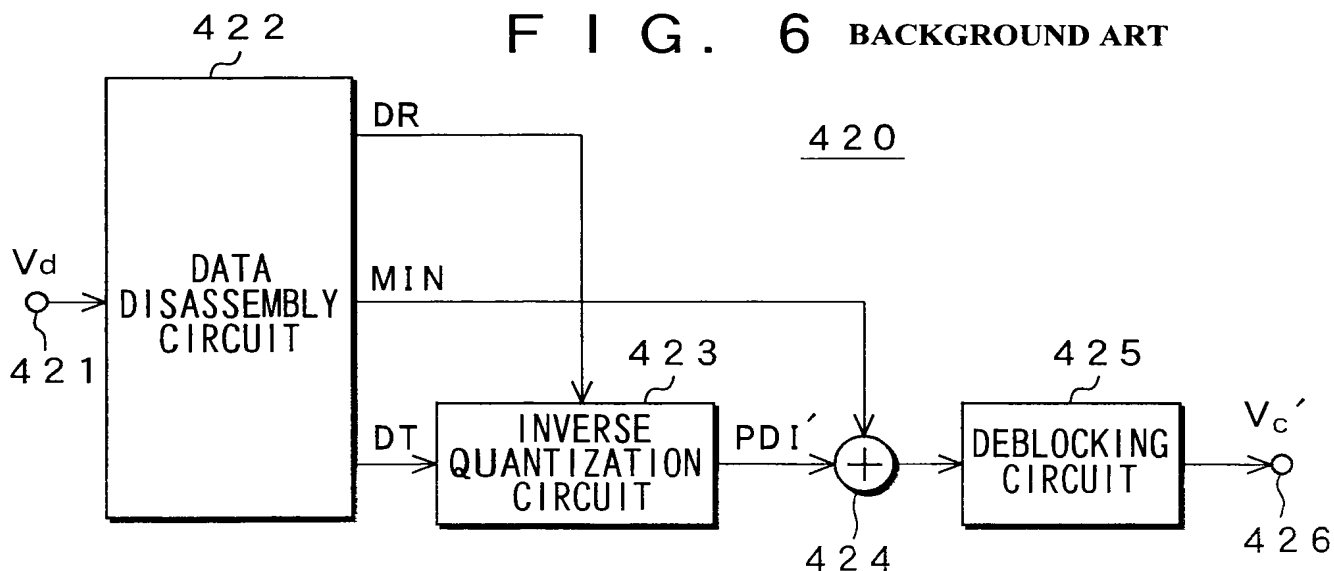 FIG. 6 BACKGROUND ART
422
420
DR
Vd
DATA
DISASSEMBLY
CIRCUIT
MIN
421
423
425
DT
INVERSE
QUANTIZATION
CIRCUIT
PDI′
+
DEBLOCKING
CIRCUIT
Vc′
424
426